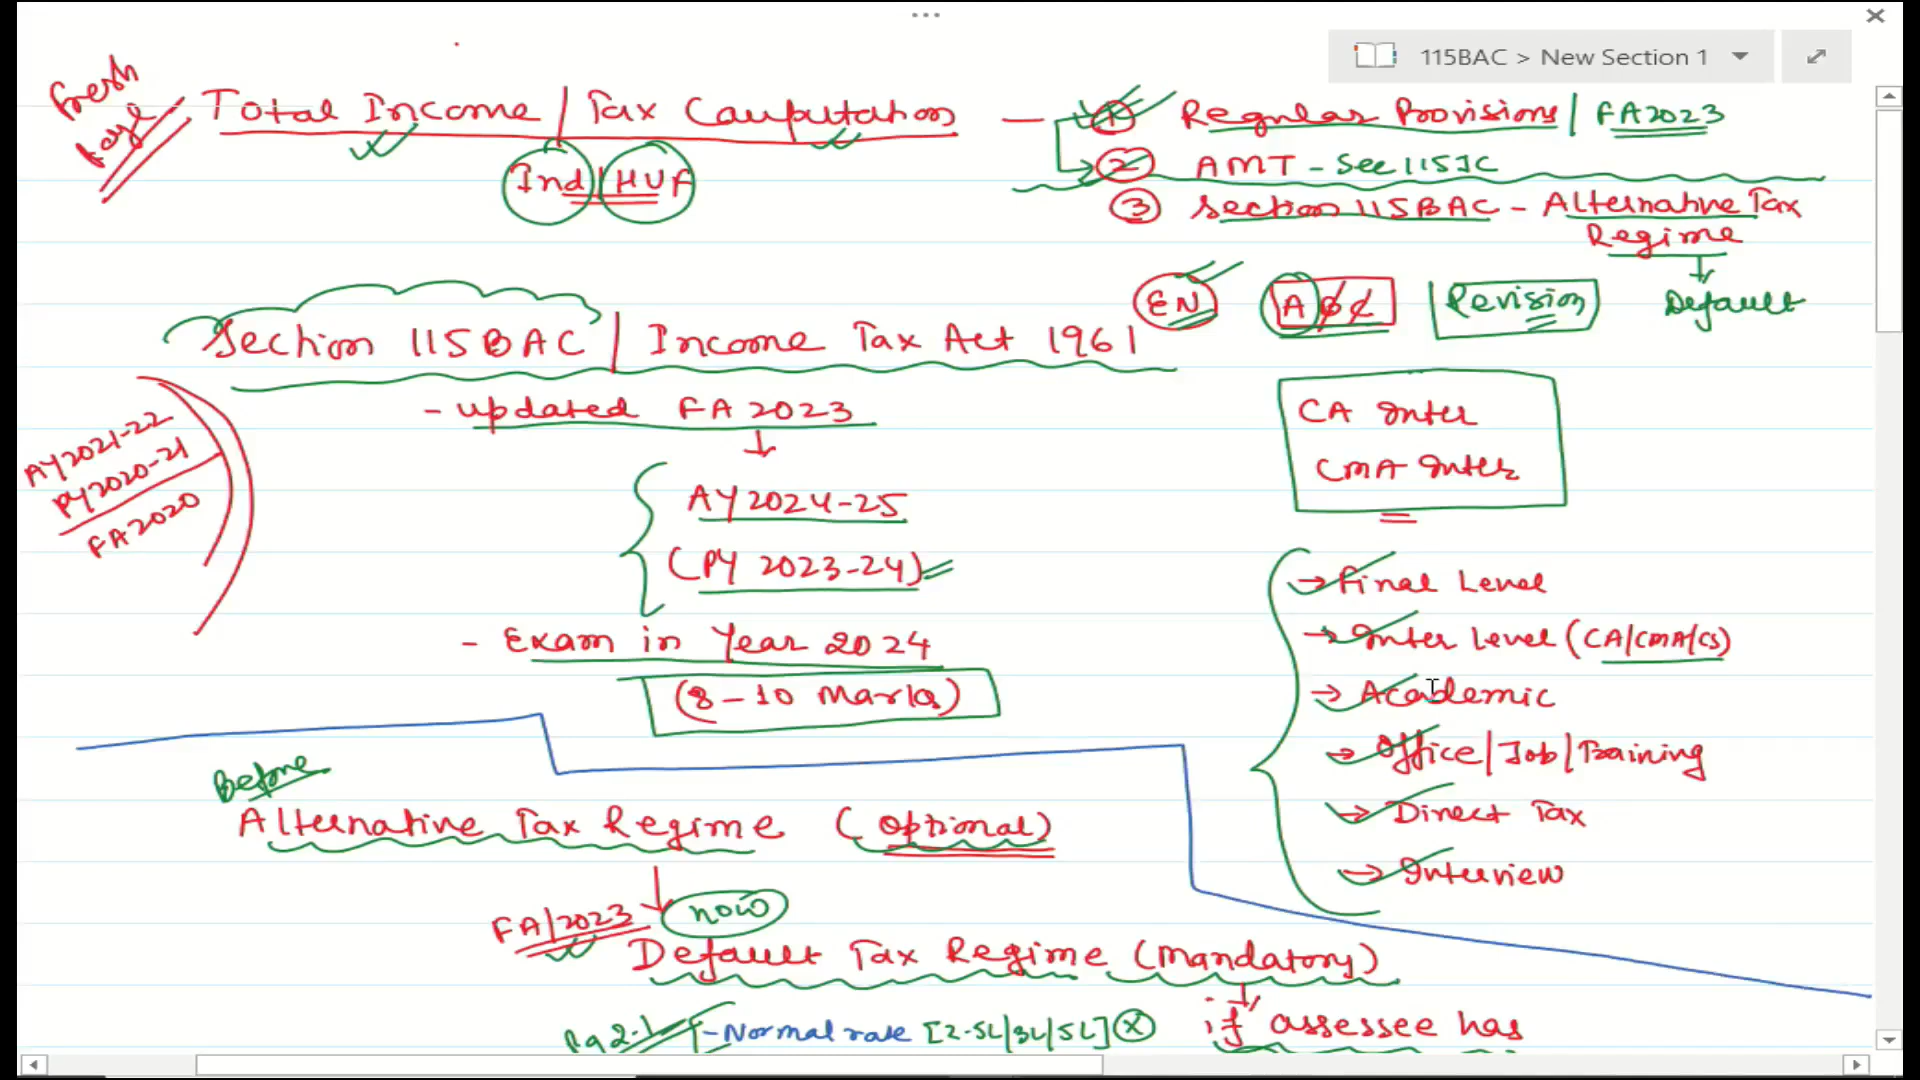 115BAC > New Section 1
Fresh
Total Income / Tax Computation — ① Regular Provisions / FA2023
② AMT - Sec 115JC
Ind / HUF
③ Section 115BAC - Alternative Tax
Regime
Default
EN A B C Revision
Section 115BAC / Income Tax Act 1961
- updated FA 2023
AY2021-22
PY2020-21
FA2020
CA Inter
CMA Inter
AY 2024-25
(PY 2023-24)
- Exam in Year 2024
(8-10 Marks)
→ Final Level
→ Inter Level (CA/CMA/CS)
→ Academic
→ Office / Job / Training
→ Direct Tax
→ Interview
Before
Alternative Tax Regime (Optional)
FA/2023 now
Default Tax Regime (Mandatory)
- Normal rate [2.5L/3L/5L] ⓧ if assessee has